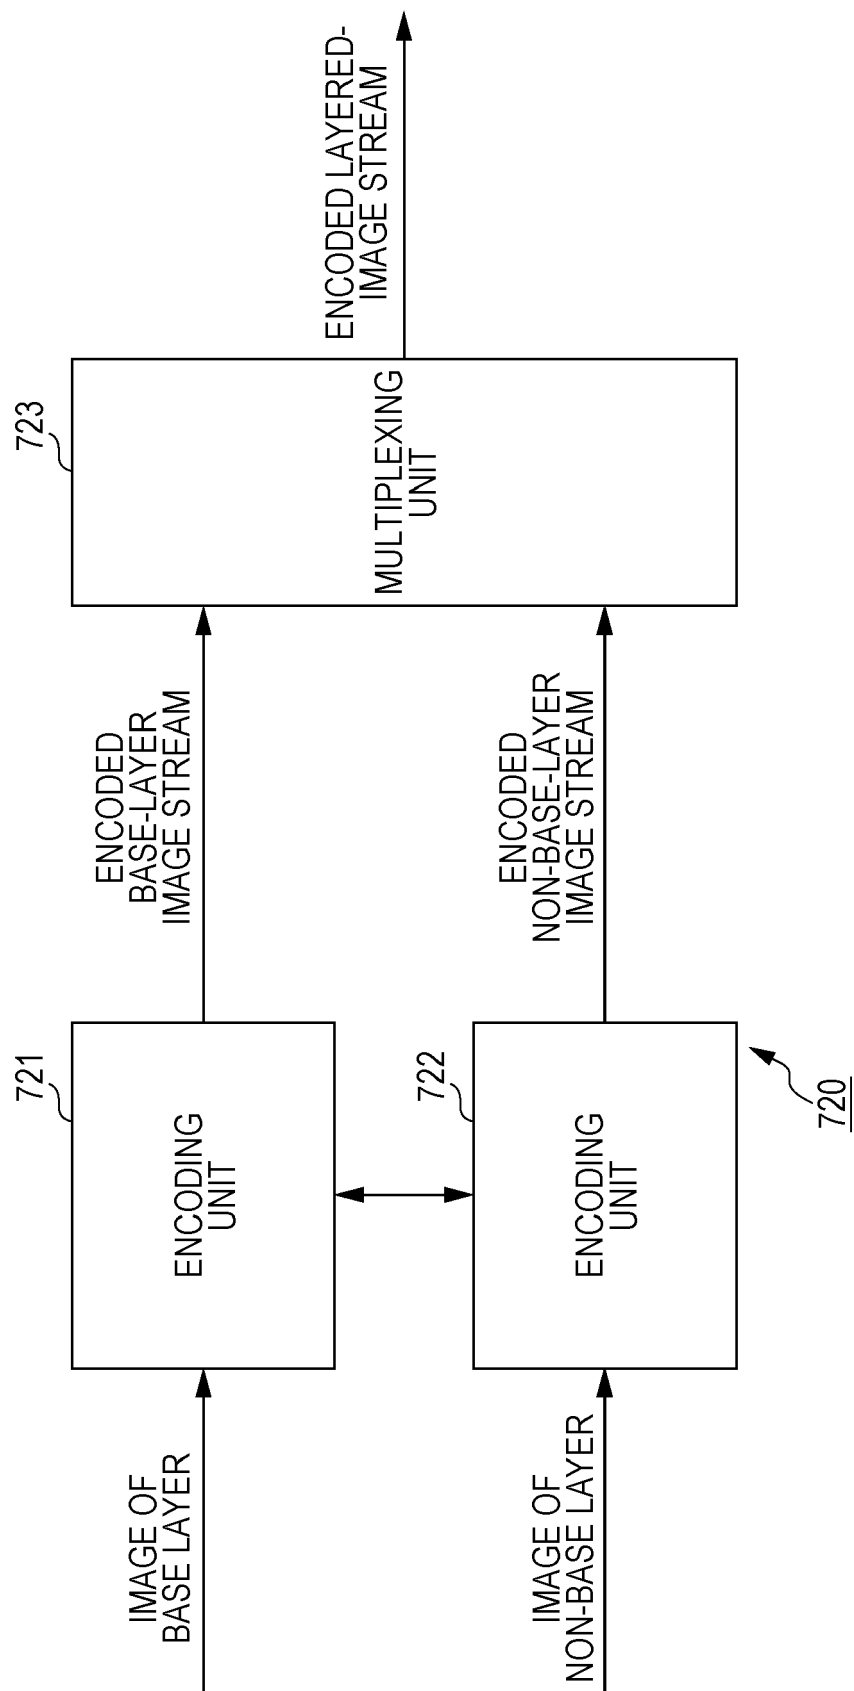 IMAGE OF
BASE LAYER
721
ENCODING
UNIT
ENCODED
BASE-LAYER
IMAGE STREAM
723
MULTIPLEXING
UNIT
ENCODED LAYERED-
IMAGE STREAM
IMAGE OF
NON-BASE LAYER
722
ENCODING
UNIT
ENCODED
NON-BASE-LAYER
IMAGE STREAM
720